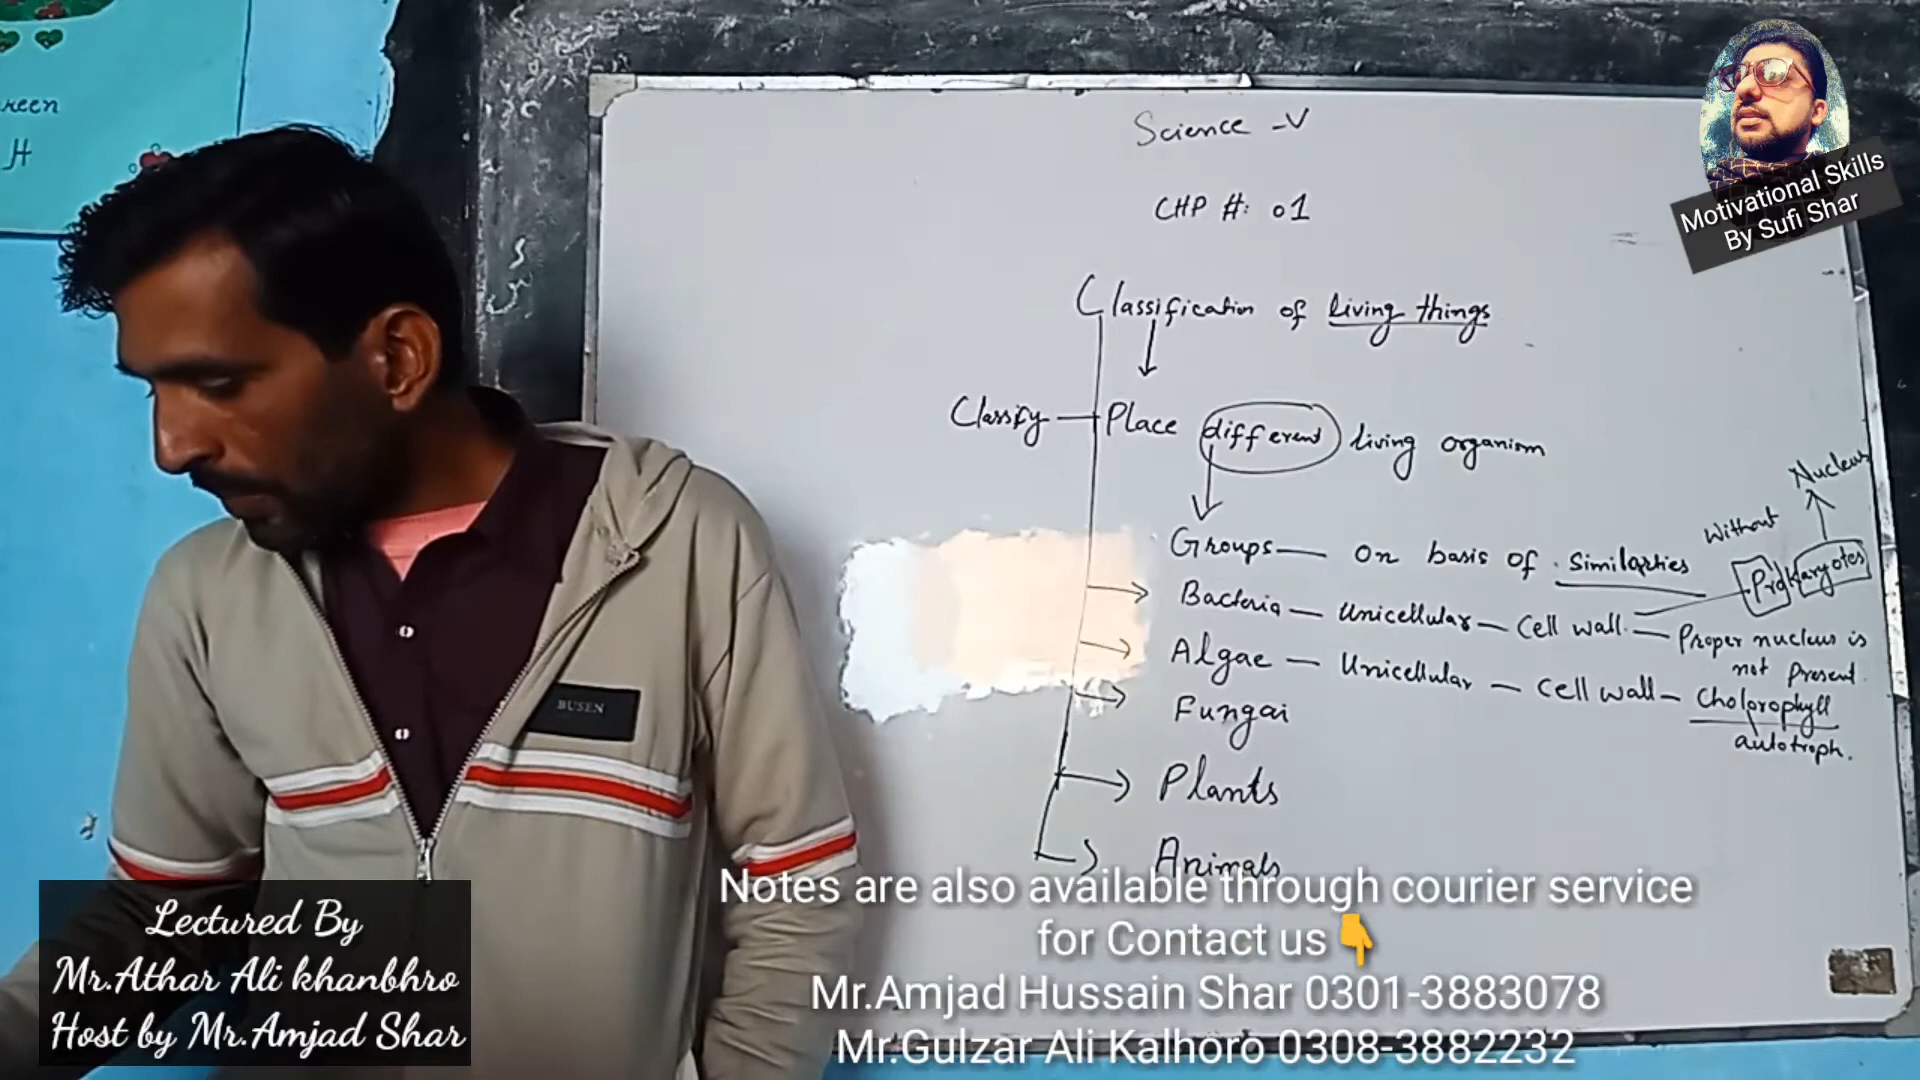 reen
H
Science - V
CHP #: 01
Classification of living things
Classify — Place different living organism
Groups — On basis of Similarties
Without Nucleus
Prokaryotes
Bacteria — Unicellular — Cell wall — Proper nucleus is
not Present.
Algae — Unicellular — Cell wall — Cholorophyll
autotroph.
Fungai
Plants
Animals
BUSEN
Motivational Skills
By Sufi Shar
Lectured By
Mr.Athar Ali khanbhro
Host by Mr.Amjad Shar
Notes are also available through courier service
for Contact us👇
Mr.Amjad Hussain Shar 0301-3883078
Mr.Gulzar Ali Kalhoro 0308-3882232